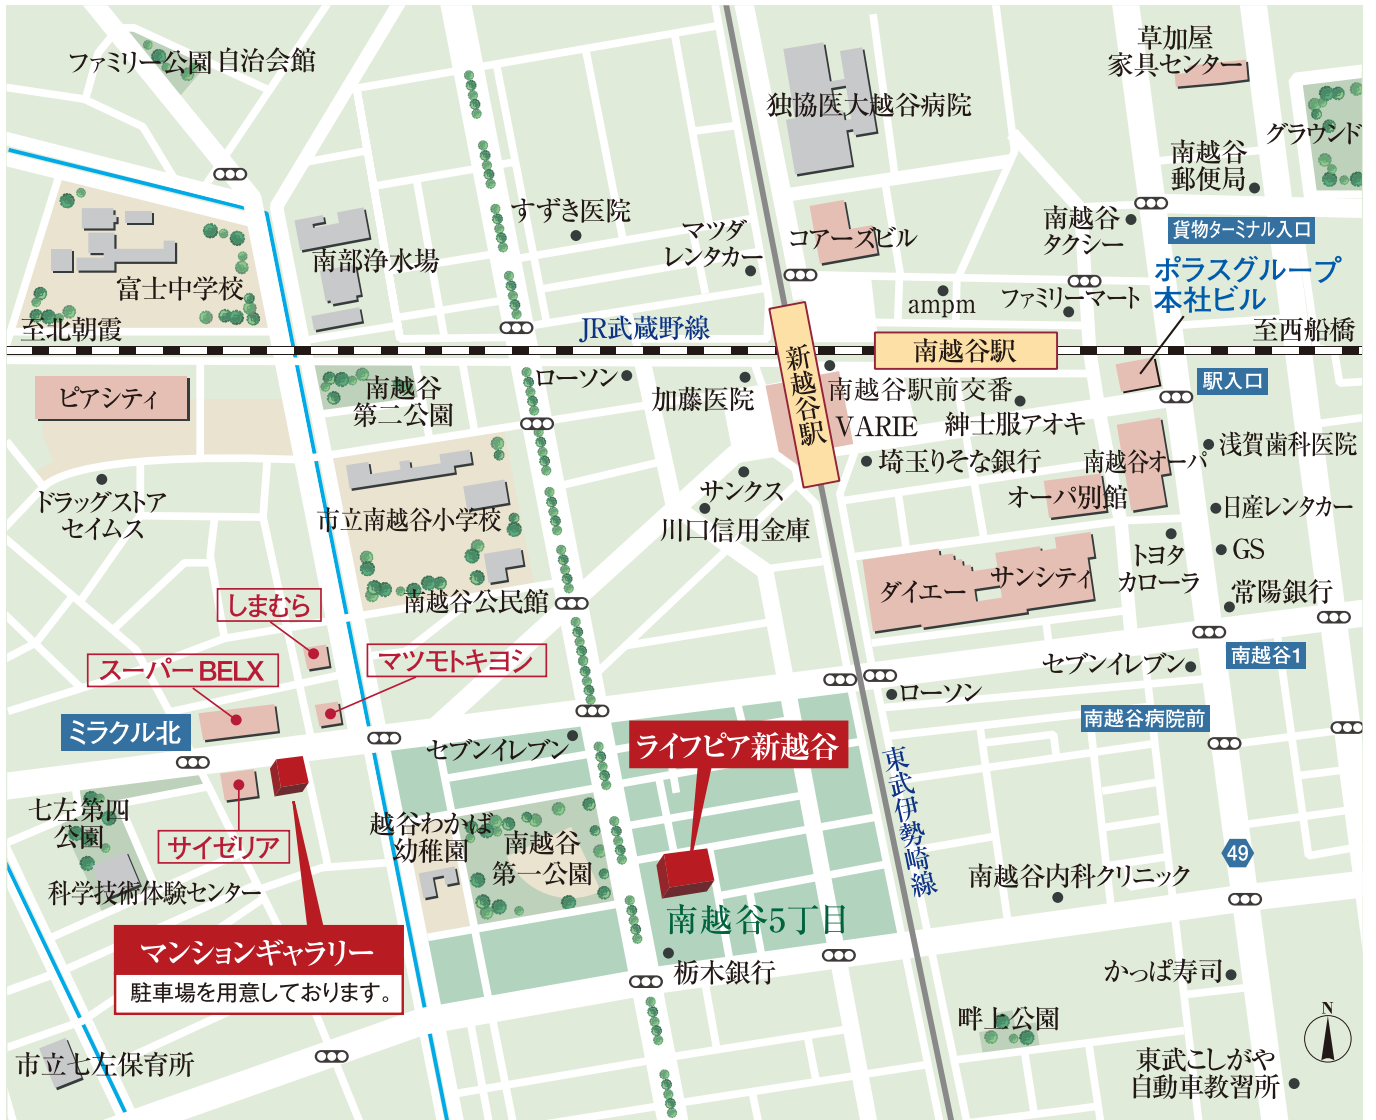 ファミリー公園
自治会館
独協医大越谷病院
草加屋
家具センター
グラウンド
南越谷
郵便局
南越谷
タクシー
貨物ターミナル入口
すずき医院
マツダ
レンタカー
コアーズビル
南部浄水場
富士中学校
ampm
ファミリーマート
ポラスグループ
本社ビル
至北朝霞
JR武蔵野線
新越谷駅
南越谷駅
至西船橋
ピアシティ
南越谷
第二公園
ローソン
加藤医院
南越谷駅前交番
駅入口
VARIE
紳士服アオキ
埼玉りそな銀行
南越谷オーパ
浅賀歯科医院
オーパ別館
日産レンタカー
ドラッグストア
セイムス
市立南越谷小学校
サンクス
川口信用金庫
トヨタ
カローラ
GS
ダイエー
サンシティ
常陽銀行
南越谷公民館
しまむら
マツモトキヨシ
スーパーBELX
セブンイレブン
南越谷1
ローソン
南越谷病院前
ミラクル北
セブンイレブン
ライフピア新越谷
東武伊勢崎線
七左第四
公園
サイゼリア
越谷わかば
幼稚園
南越谷
第一公園
49
科学技術体験センター
南越谷内科クリニック
南越谷5丁目
マンションギャラリー
駐車場を用意しております。
栃木銀行
かっぱ寿司
畔上公園
N
市立七左保育所
東武こしがや
自動車教習所